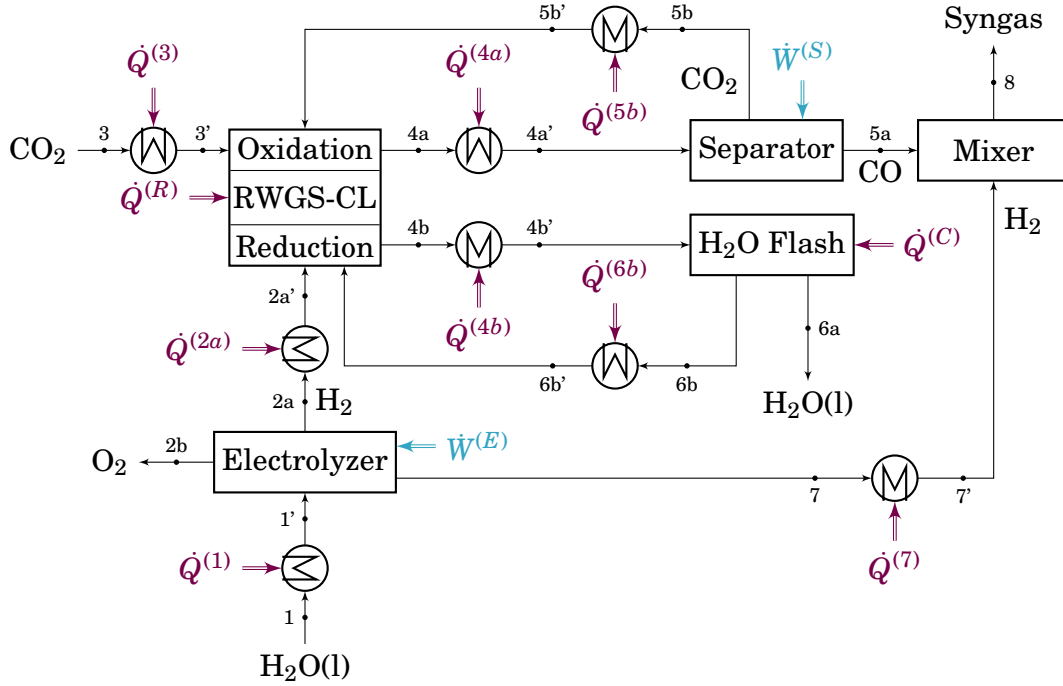 5b’
5b
Syngas
Q̇⁽³⁾
Q̇⁽⁴ᵃ⁾
Ẇ⁽ˢ⁾
8
CO₂
Q̇⁽⁵ᵇ⁾
CO₂
3
3’
Oxidation
4a
4a’
Separator
5a
CO
Mixer
Q̇⁽ᴿ⁾
RWGS-CL
H₂
Reduction
4b
4b’
H₂O Flash
Q̇⁽ᶜ⁾
2a’
Q̇⁽⁶ᵇ⁾
Q̇⁽²ᵃ⁾
Q̇⁽⁴ᵇ⁾
6a
6b’
6b
2a
H₂
H₂O(l)
O₂
2b
Electrolyzer
Ẇ⁽ᴱ⁾
7
7’
1’
Q̇⁽¹⁾
Q̇⁽⁷⁾
1
H₂O(l)